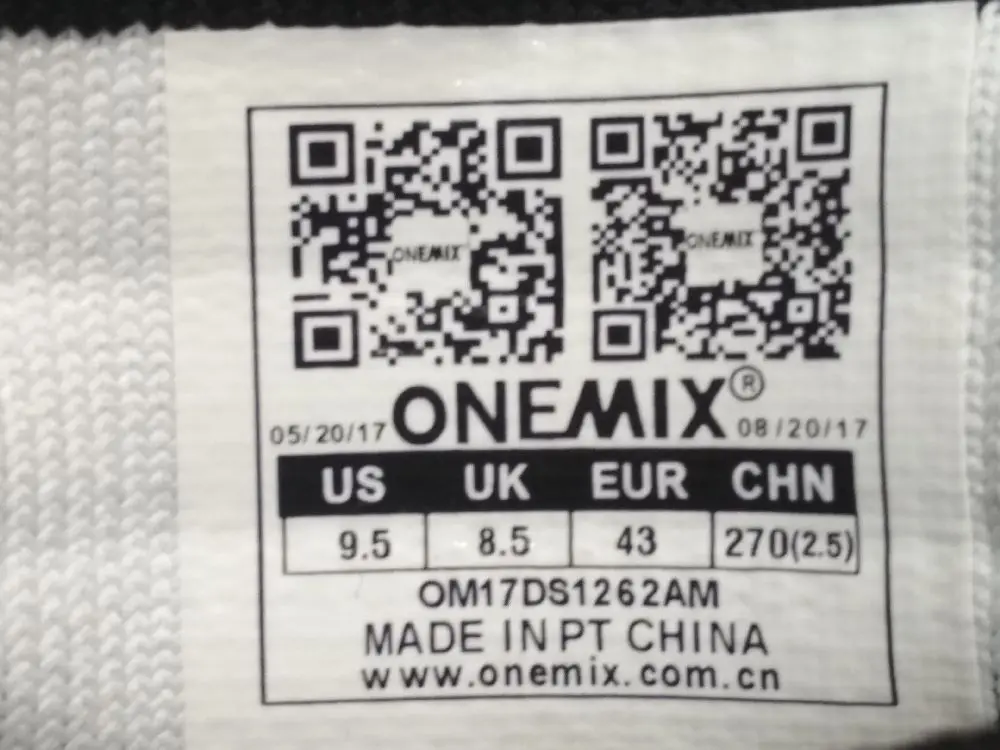 ONEMIX ONEMIX
05/20/17 ONEMIX® 08/20/17
US UK EUR CHN
9.5 8.5 43 270(2.5)
OM17DS1262AM
MADE IN PT CHINA
www.onemix.com.cn